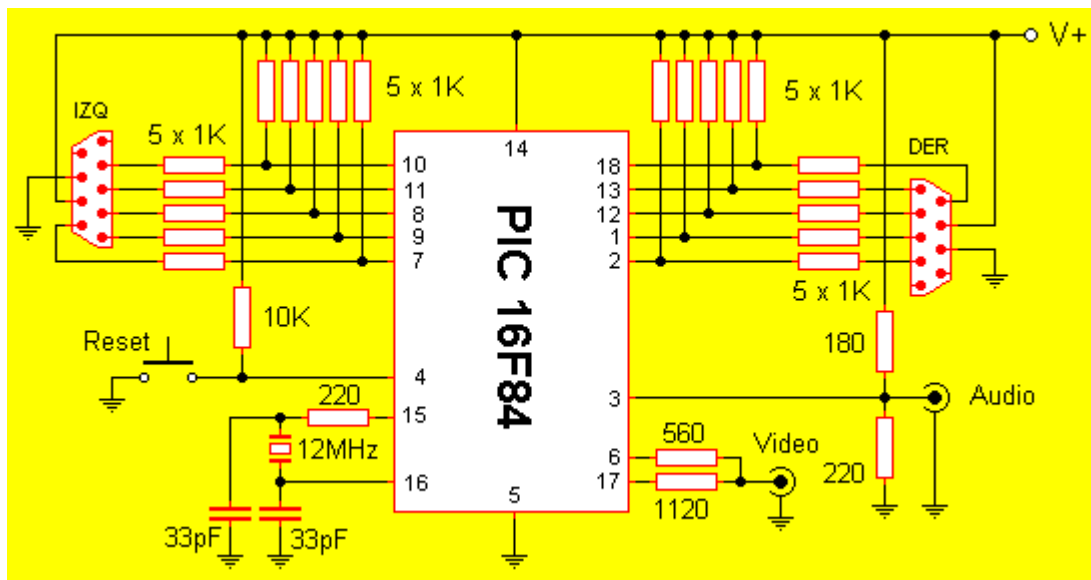 V+
IZQ
5 x 1K
5 x 1K
5 x 1K
DER
14
10
11
8
9
7
18
13
12
1
2
PIC 16F84
5 x 1K
10K
Reset
4
180
3
Audio
220
15
12MHz
560
Video
6
16
17
1120
220
5
33pF
33pF